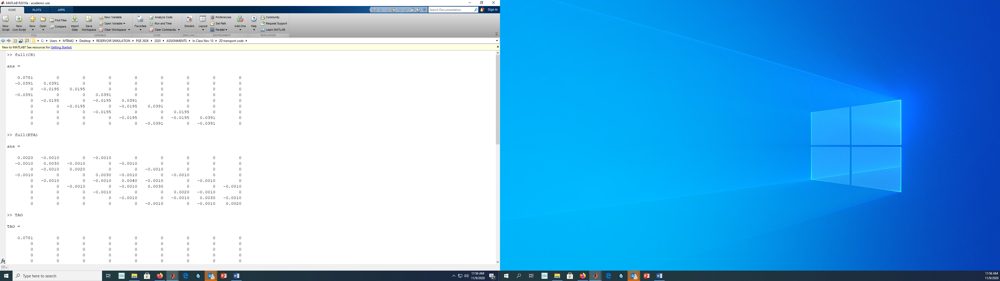 MATLAB R2019a - academic use
HOME PLOTS APPS
Search Documentation Sign In
New Script
New Live Script
New
Open
Find Files
Compare
FILE
Import Data
Save Workspace
New Variable
Open Variable
Clear Workspace
VARIABLE
Favorites
Analyze Code
Run and Time
Clear Commands
CODE
Simulink
SIMULINK
Layout
Preferences
Set Path
Parallel
Add-Ons
ENVIRONMENT
Help
Community
Request Support
Learn MATLAB
RESOURCES
C: Users MTB442 Desktop RESERVOIR SIMULATION PGE 392K 2020 ASSIGNMENTS In Class Nov 10 2D transport code
New to MATLAB? See resources for Getting Started.
>> full(CR)
ans =
0.0781 0 0 0 0 0 0 0 0
-0.0391 0.0391 0 0 0 0 0 0 0
0 -0.0195 0.0195 0 0 0 0 0 0
-0.0391 0 0 0.0391 0 0 0 0 0
0 -0.0195 0 -0.0195 0.0391 0 0 0 0
0 0 -0.0195 0 -0.0195 0.0391 0 0 0
0 0 0 -0.0195 0 0 0.0195 0 0
0 0 0 0 -0.0195 0 -0.0195 0.0391 0
0 0 0 0 0 -0.0391 0 -0.0391 0
>> full(ETA)
ans =
0.0020 -0.0010 0 -0.0010 0 0 0 0 0
-0.0010 0.0030 -0.0010 0 -0.0010 0 0 0 0
0 -0.0010 0.0020 0 0 -0.0010 0 0 0
-0.0010 0 0 0.0030 -0.0010 0 -0.0010 0 0
0 -0.0010 0 -0.0010 0.0040 -0.0010 0 -0.0010 0
0 0 -0.0010 0 -0.0010 0.0030 0 0 -0.0010
0 0 0 -0.0010 0 0 0.0020 -0.0010 0
0 0 0 0 -0.0010 0 -0.0010 0.0030 -0.0010
0 0 0 0 0 -0.0010 0 -0.0010 0.0020
>> TAO
TAO =
0.0781 0 0 0 0 0 0 0 0
0 0 0 0 0 0 0 0 0
0 0 0 0 0 0 0 0 0
0 0 0 0 0 0 0 0 0
0 0 0 0 0 0 0 0 0
fx
Type here to search
11:56 AM
11/9/2020
27
11:56 AM
11/9/2020